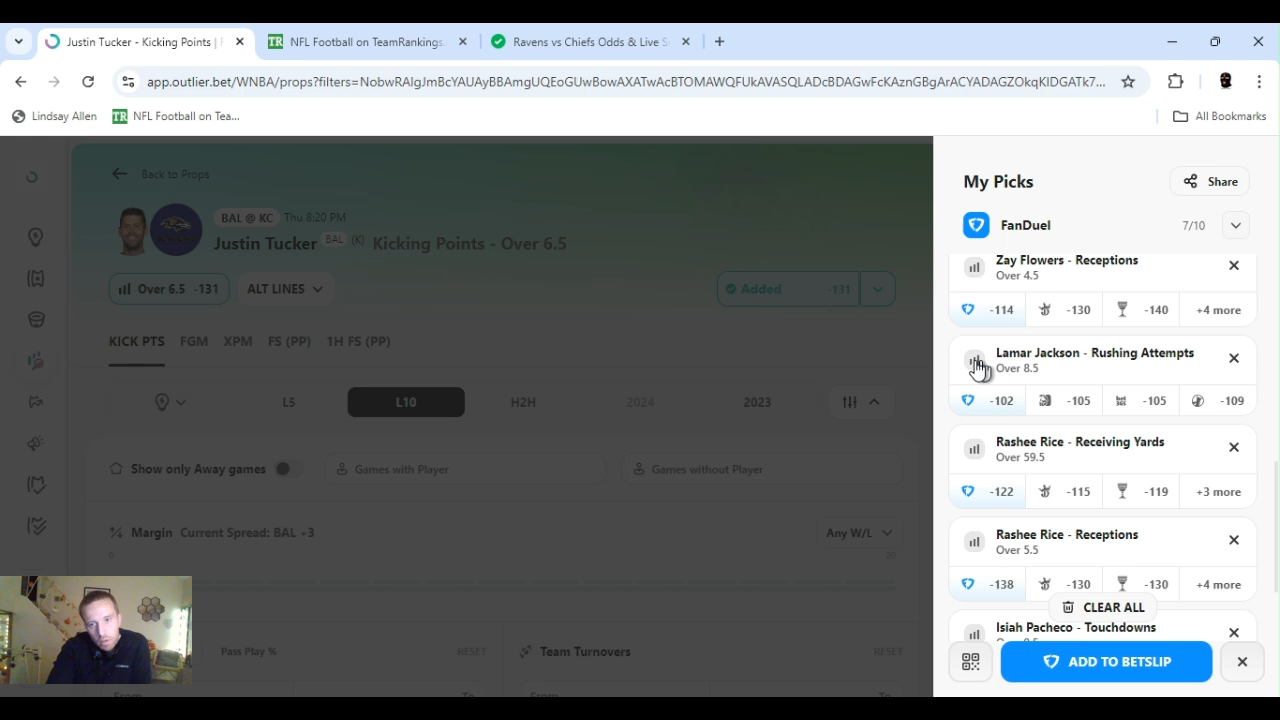 Justin Tucker - Kicking Points |
NFL Football on TeamRankings.
Ravens vs Chiefs Odds & Live S
app.outlier.bet/WNBA/props?filters=NobwRAlgJmBcYAUAyBBAmgUQEoGUwBowAXATwAcBTOMAWQFUkAVASQLADcBDAGwFcKAznGBgArACYADAGZOkqKIDGATk7...
Lindsay Allen
NFL Football on Tea...
All Bookmarks
Back to Props
BAL @ KC Thu 8:20 PM
Justin Tucker BAL (K) Kicking Points - Over 6.5
Over 6.5 -131
ALT LINES
Added -131
KICK PTS FGM XPM FS (PP) 1H FS (PP)
L5 L10 H2H 2024 2023
Show only Away games
Games with Player
Games without Player
Margin Current Spread: BAL +3
Any W/L
0 20
Pass Play %
RESET
Team Turnovers
RESET
From
To
From
To
My Picks
Share
FanDuel
7/10
Zay Flowers - Receptions
Over 4.5
-114 -130 -140 +4 more
Lamar Jackson - Rushing Attempts
Over 8.5
-102 -105 -105 -109
Rashee Rice - Receiving Yards
Over 59.5
-122 -115 -119 +3 more
Rashee Rice - Receptions
Over 5.5
-138 -130 -130 +4 more
CLEAR ALL
Isiah Pacheco - Touchdowns
ADD TO BETSLIP